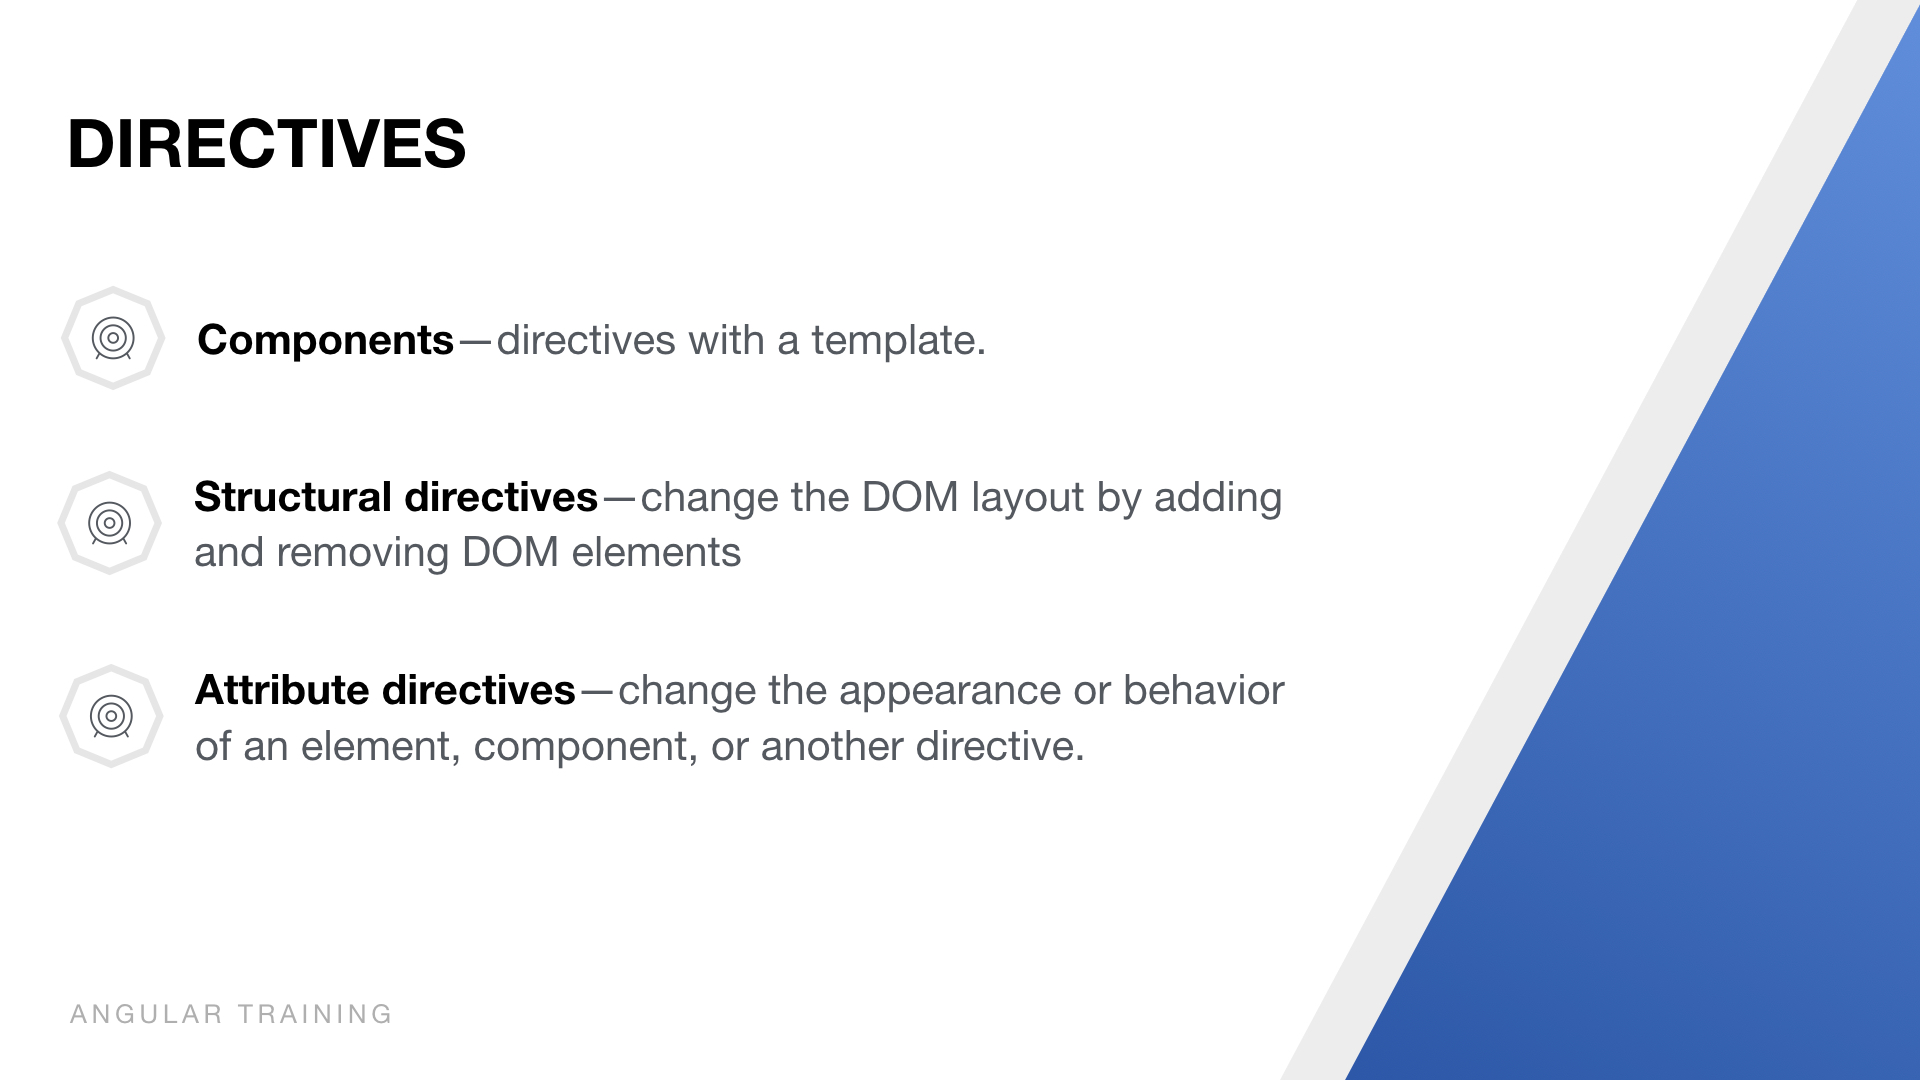 DIRECTIVES
Components — directives with a template.
Structural directives — change the DOM layout by adding
and removing DOM elements
Attribute directives — change the appearance or behavior
of an element, component, or another directive.
ANGULAR TRAINING